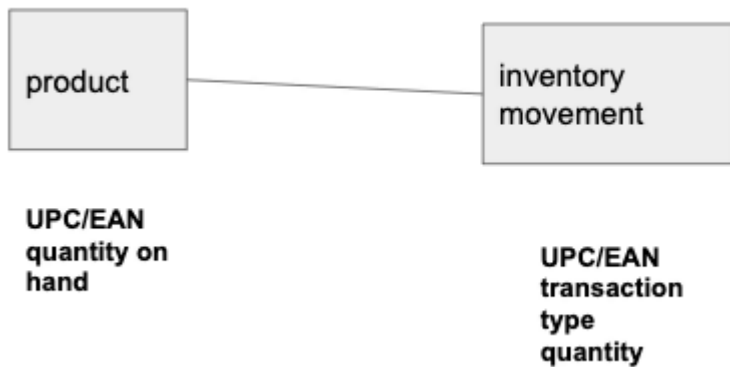 product
inventory
movement
UPC/EAN
quantity on
hand
UPC/EAN
transaction
type
quantity